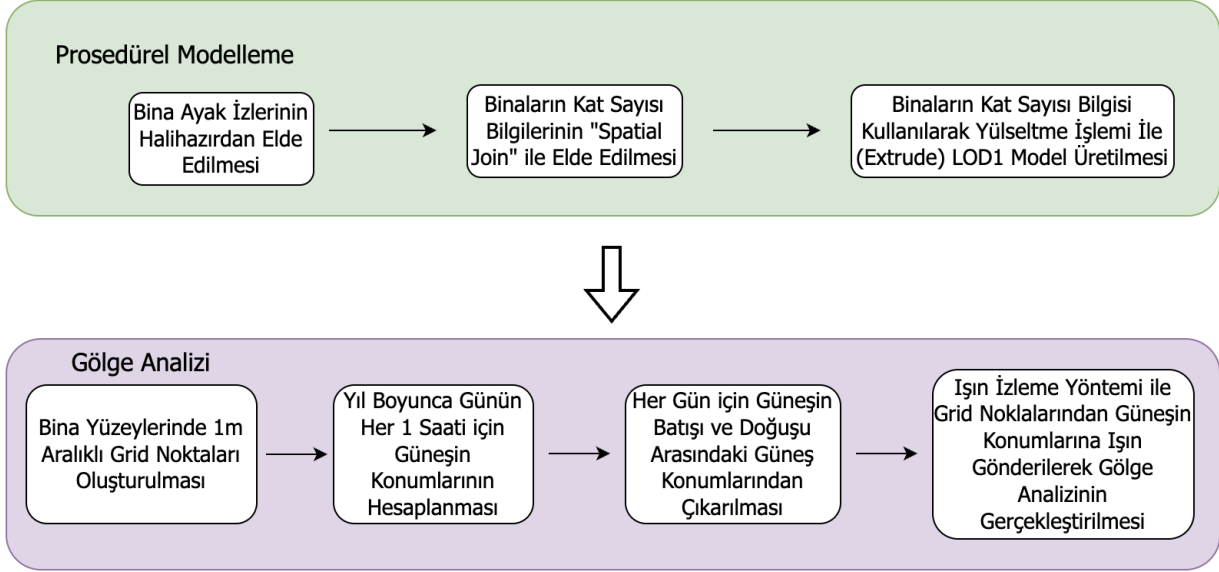 Prosedürel Modelleme
Bina Ayak İzlerinin
Halihazırdan Elde
Edilmesi
Binaların Kat Sayısı
Bilgilerinin "Spatial
Join" ile Elde Edilmesi
Binaların Kat Sayısı Bilgisi
Kullanılarak Yülseltme İşlemi İle
(Extrude) LOD1 Model Üretilmesi
Gölge Analizi
Bina Yüzeylerinde 1m
Aralıklı Grid Noktaları
Oluşturulması
Yıl Boyunca Günün
Her 1 Saati için
Güneşin
Konumlarının
Hesaplanması
Her Gün için Güneşin
Batışı ve Doğuşu
Arasındaki Güneş
Konumlarından
Çıkarılması
Işın İzleme Yöntemi ile
Grid Noklalarından Güneşin
Konumlarına Işın
Gönderilerek Gölge
Analizinin
Gerçekleştirilmesi